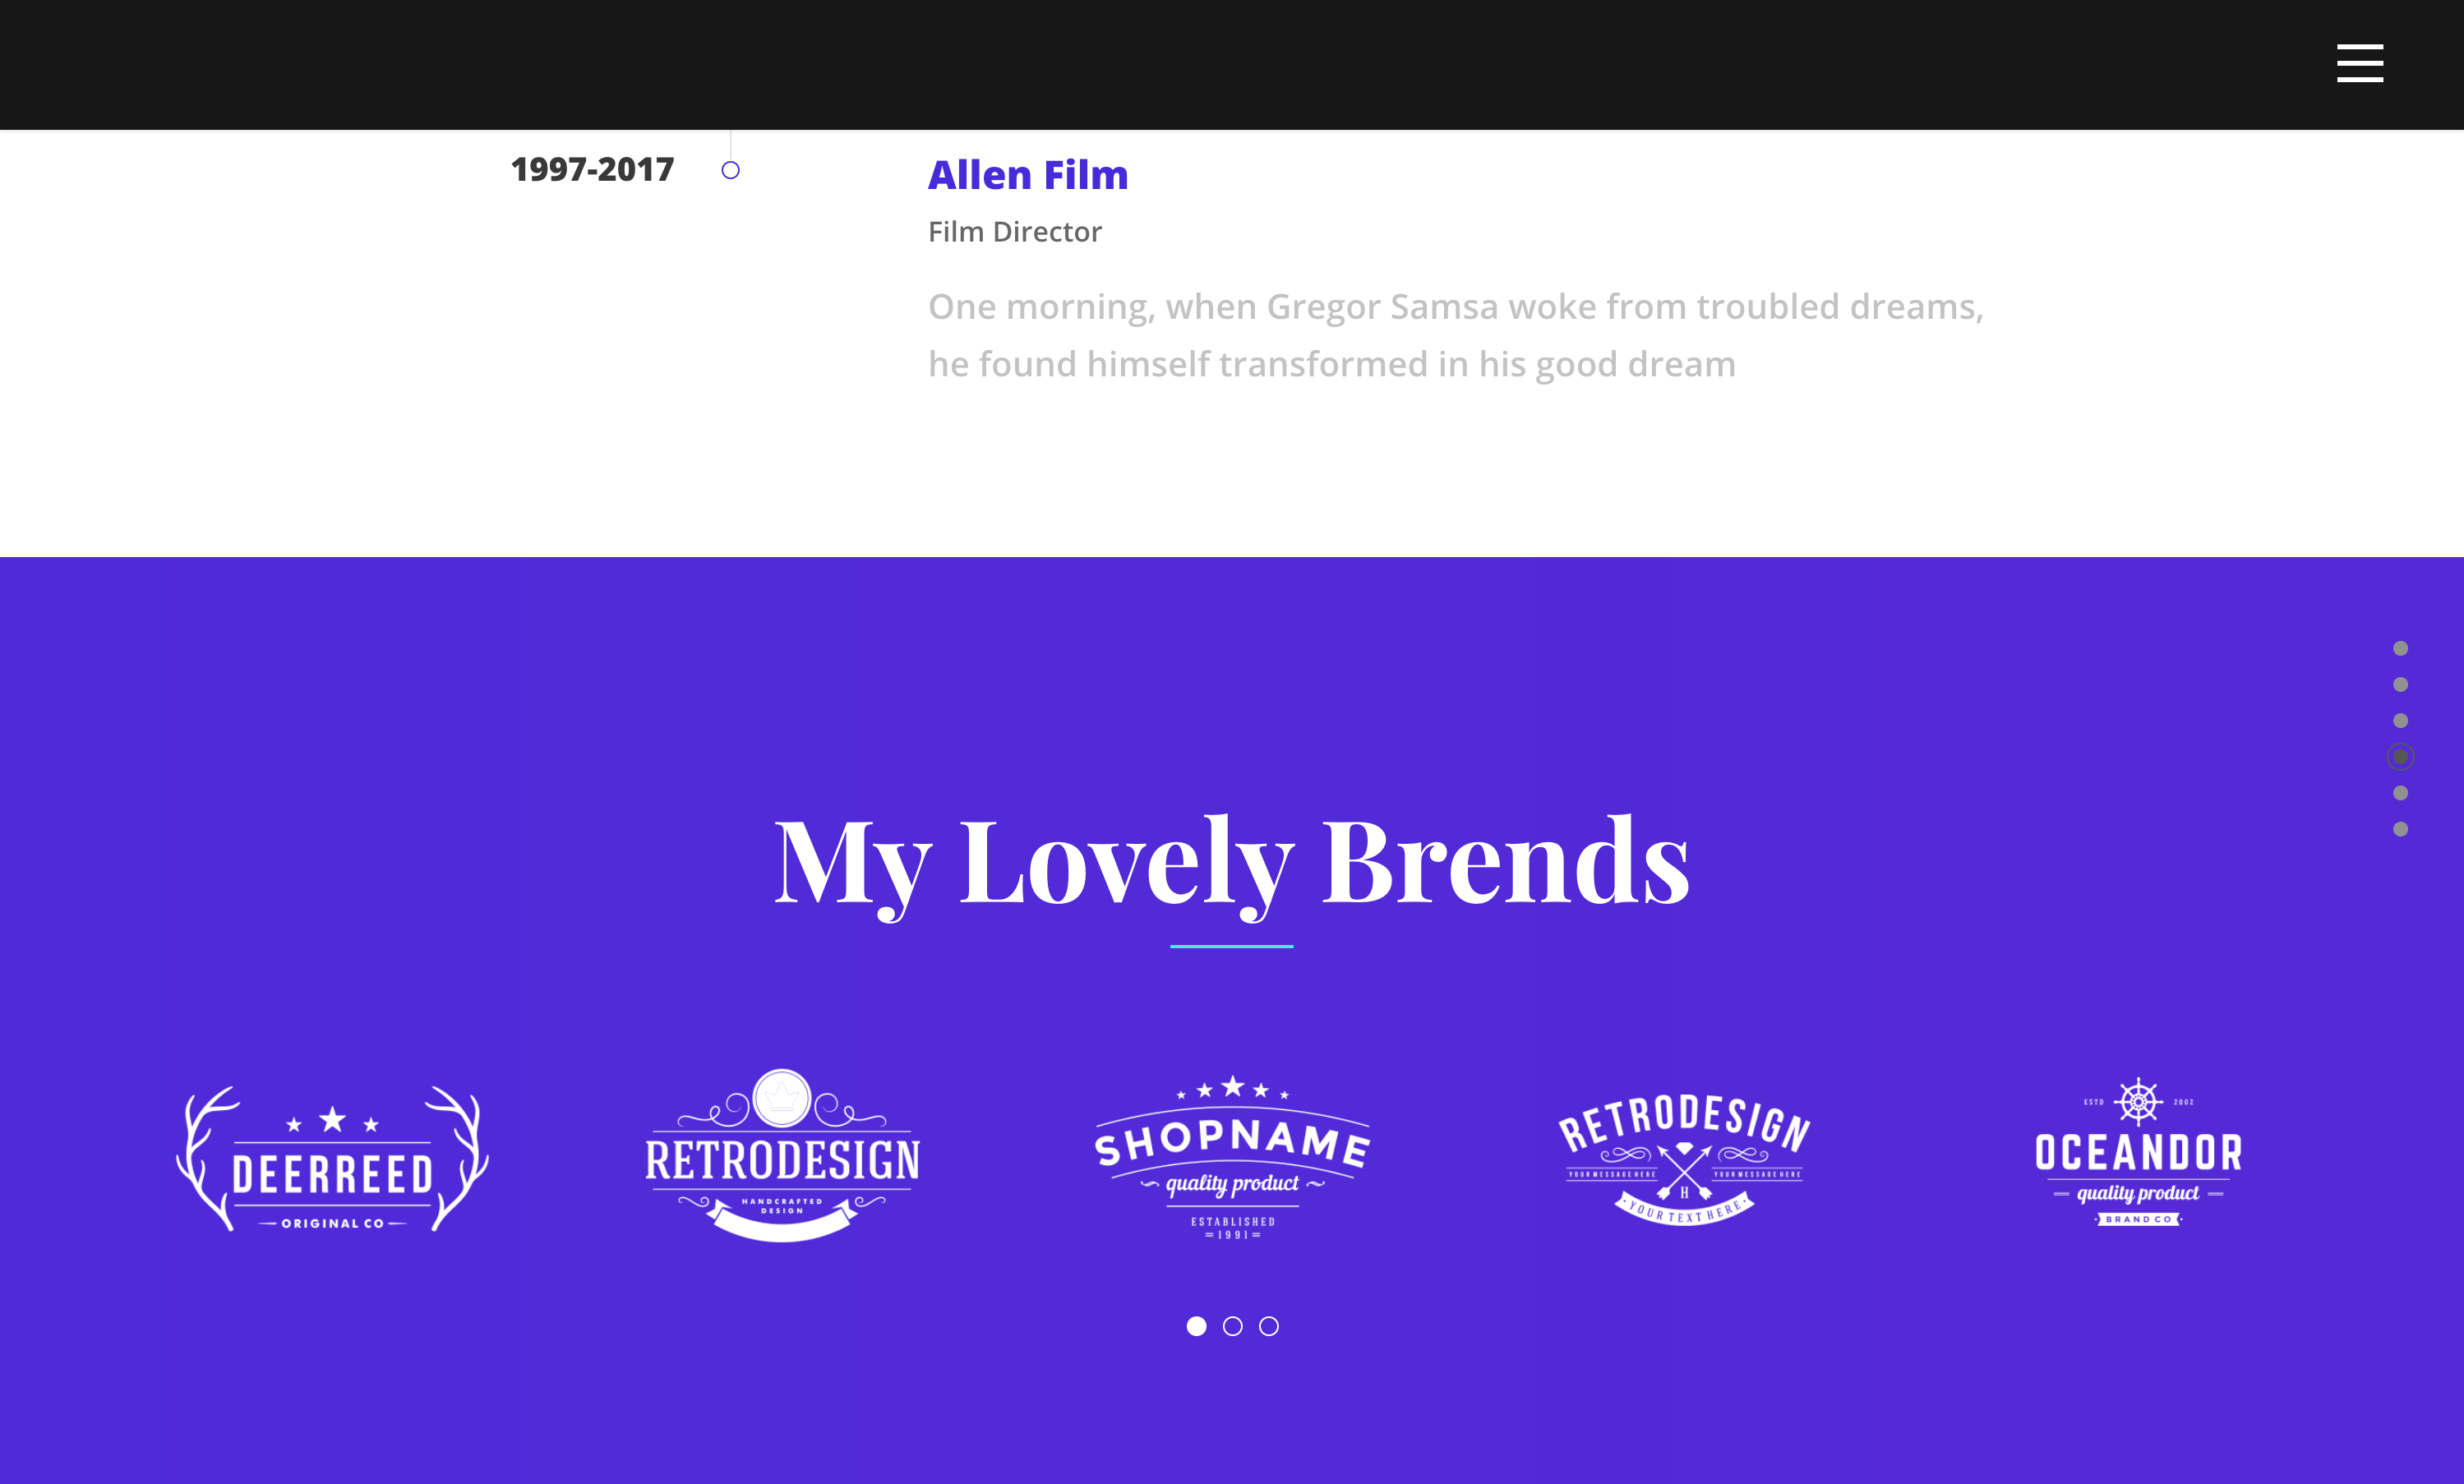 1997-2017
Allen Film
Film Director
One morning, when Gregor Samsa woke from troubled dreams,
he found himself transformed in his good dream
My Lovely Brends
DEERREED
ORIGINAL CO
RETRODESIGN
HANDCRAFTED
DESIGN
SHOPNAME
quality product
ESTABLISHED
1991
RETRODESIGN
YOUR MESSAGE HERE YOUR MESSAGE HERE
H
YOUR TEXT HERE
ESTD 2002
OCEANDOR
quality product
BRAND CO